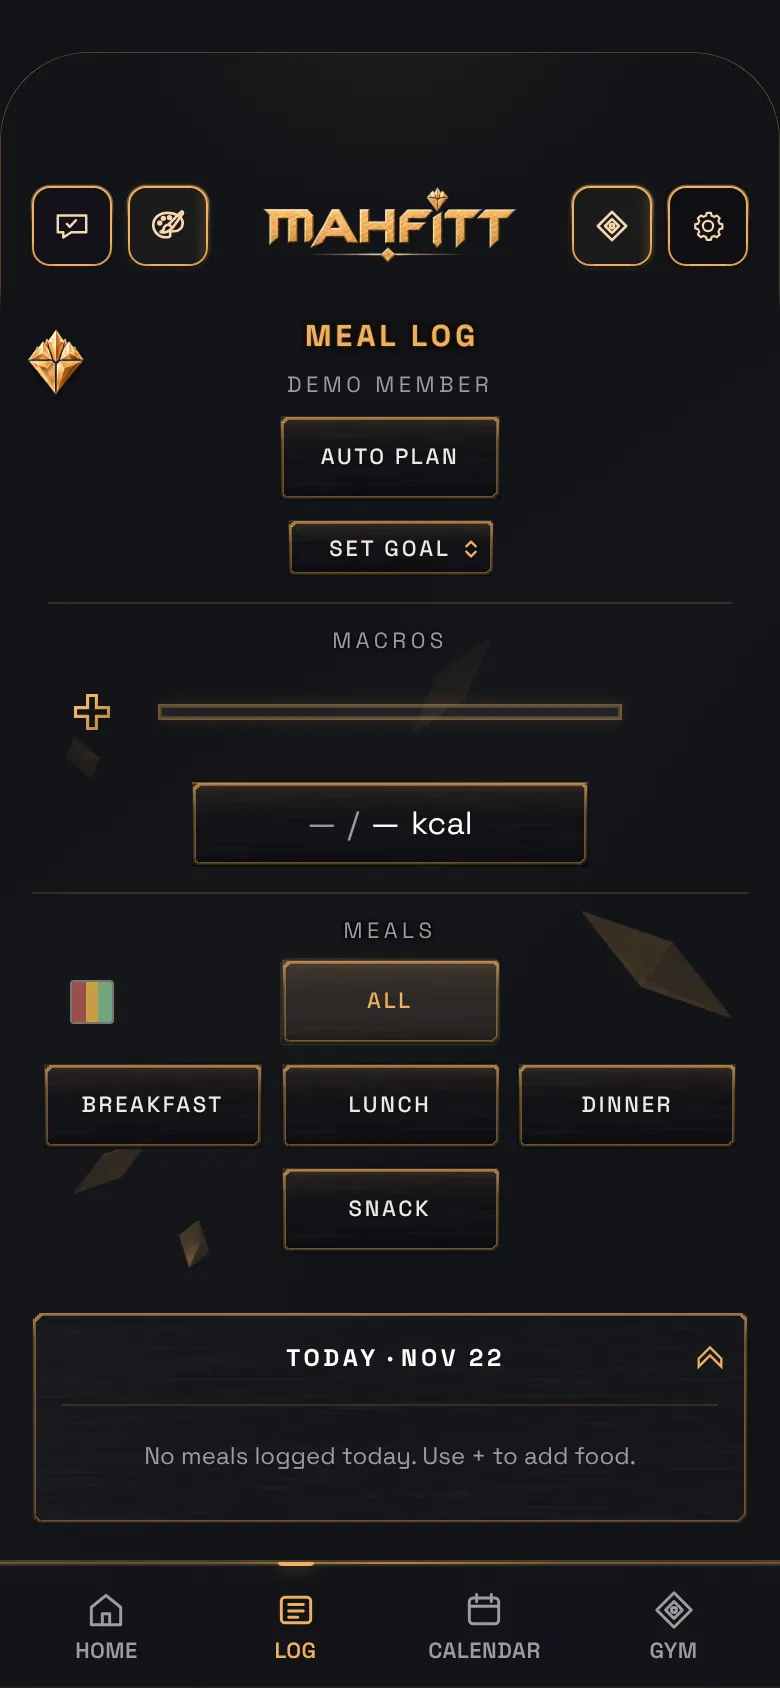 MAHFITT
MEAL LOG
DEMO MEMBER
AUTO PLAN
SET GOAL
MACROS
— / — kcal
MEALS
ALL
BREAKFAST LUNCH DINNER
SNACK
TODAY · NOV 22
No meals logged today. Use + to add food.
HOME LOG CALENDAR GYM